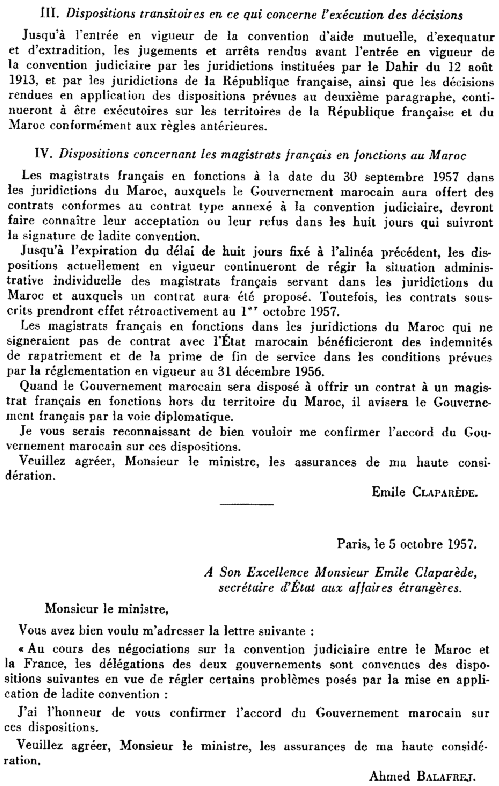 III. Dispositions transitoires en ce qui concerne l'exécution des décisions
Jusqu'à l'entrée en vigueur de la convention d'aide mutuelle, d'exequatur
et d'extradition, les jugements et arrêts rendus avant l'entrée en vigueur de
la convention judiciaire par les juridictions instituées par le Dahir du 12 août
1913, et par les juridictions de la République française, ainsi que les décisions
rendues en application des dispositions prévues au deuxième paragraphe, conti-
nueront à être exécutoires sur les territoires de la République française et du
Maroc conformément aux règles antérieures.
IV. Dispositions concernant les magistrats français en fonctions au Maroc
Les magistrats français en fonctions à la date du 30 septembre 1957 dans
les juridictions du Maroc, auxquels le Gouvernement marocain aura offert des
contrats conformes au contrat type annexé à la convention judiciaire, devront
faire connaître leur acceptation ou leur refus dans les huit jours qui suivront
la signature de ladite convention.
Jusqu'à l'expiration du délai de huit jours fixé à l'alinéa précédent, les dis-
positions actuellement en vigueur continueront de régir la situation adminis-
trative individuelle des magistrats français servant dans les juridictions du
Maroc et auxquels un contrat aura été proposé. Toutefois, les contrats sous-
crits prendront effet rétroactivement au 1er octobre 1957.
Les magistrats français en fonctions dans les juridictions du Maroc qui ne
signeraient pas de contrat avec l'État marocain bénéficieront des indemnités
de rapatriement et de la prime de fin de service dans les conditions prévues
par la réglementation en vigueur au 31 décembre 1956.
Quand le Gouvernement marocain sera disposé à offrir un contrat à un magis-
trat français en fonctions hors du territoire du Maroc, il avisera le Gouverne-
ment français par la voie diplomatique.
Je vous serais reconnaissant de bien vouloir me confirmer l'accord du Gou-
vernement marocain sur ces dispositions.
Veuillez agréer, Monsieur le ministre, les assurances de ma haute consi-
dération.
Emile CLAPARÈDE.
Paris, le 5 octobre 1957.
A Son Excellence Monsieur Emile Claparède,
secrétaire d'État aux affaires étrangères.
Monsieur le ministre,
Vous avez bien voulu m'adresser la lettre suivante :
« Au cours des négociations sur la convention judiciaire entre le Maroc et
la France, les délégations des deux gouvernements sont convenues des dispo-
sitions suivantes en vue de régler certains problèmes posés par la mise en appli-
cation de ladite convention :
J'ai l'honneur de vous confirmer l'accord du Gouvernement marocain sur
ces dispositions.
Veuillez agréer, Monsieur le ministre, les assurances de ma haute considé-
ration.
Ahmed BALAFREJ.